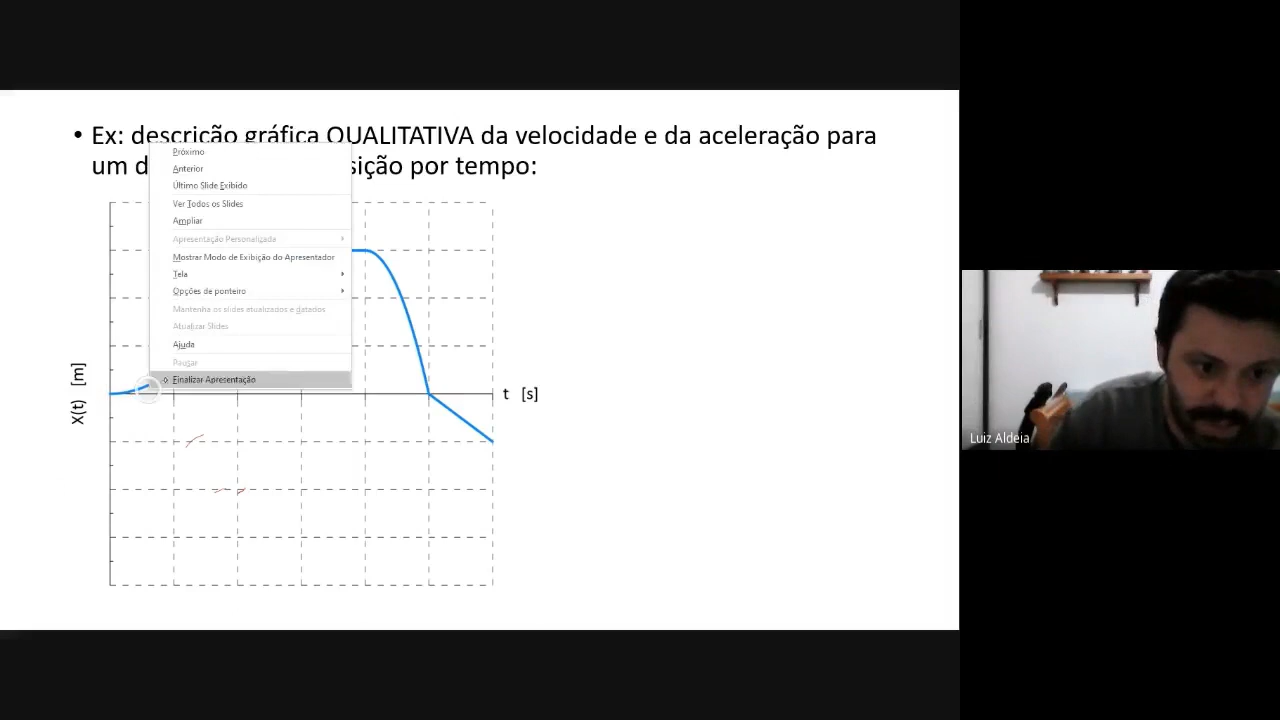 • Ex: descrição gráfica QUALITATIVA da velocidade e da aceleração para
um d sição por tempo:
Próximo
Anterior
Último Slide Exibido
Ver Todos os Slides
Ampliar
Apresentação Personalizada
Mostrar Modo de Exibição do Apresentador
Tela
Opções de ponteiro
Mantenha os slides atualizados e datados
Atualizar Slides
Ajuda
Pausar
Finalizar Apresentação
X(t) [m]
t [s]
Luiz Aldeia